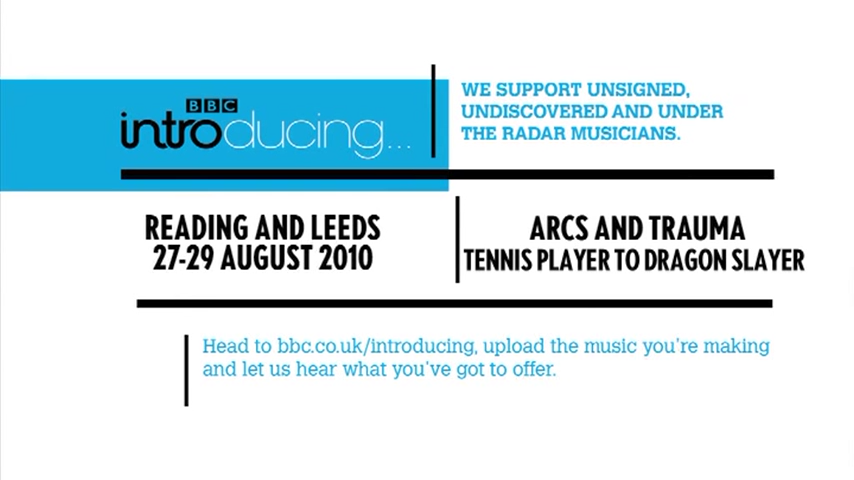 BBC
introducing...
WE SUPPORT UNSIGNED,
UNDISCOVERED AND UNDER
THE RADAR MUSICIANS.
READING AND LEEDS
27-29 AUGUST 2010
ARCS AND TRAUMA
TENNIS PLAYER TO DRAGON SLAYER
Head to bbc.co.uk/introducing, upload the music you're making
and let us hear what you've got to offer.